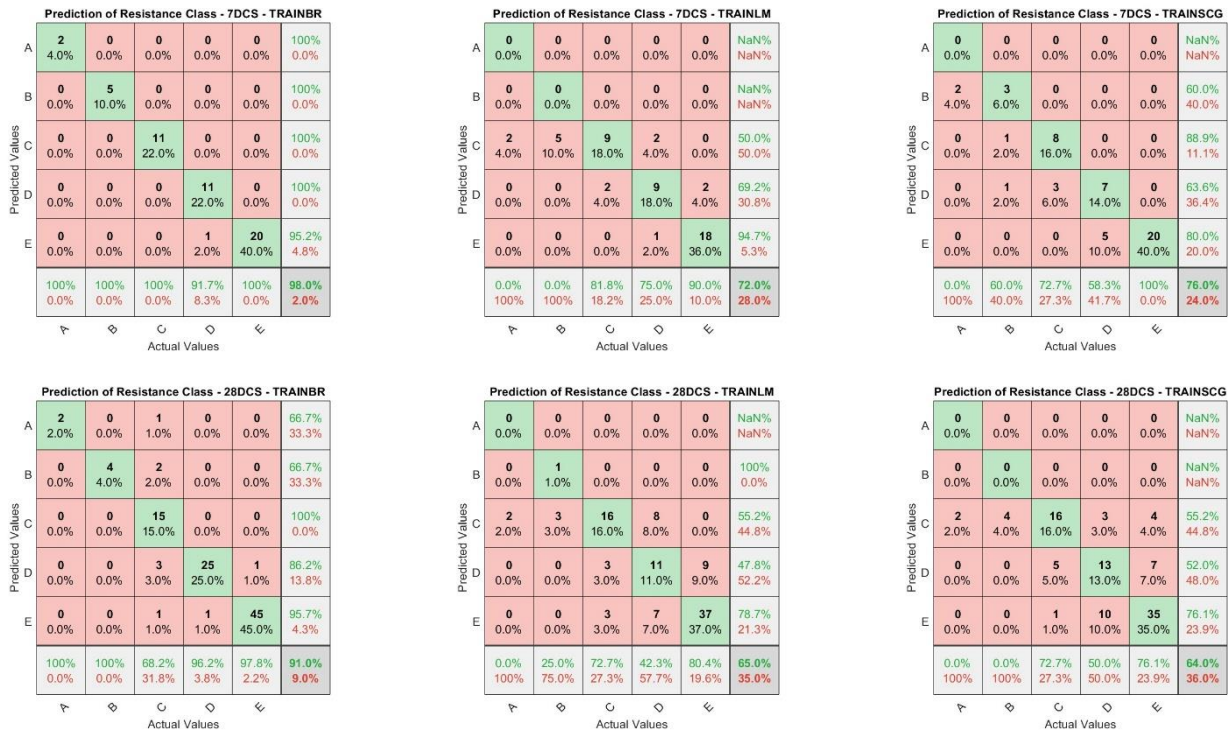 Prediction of Resistance Class - 7DCS - TRAINBR
Predicted Values
A
2 0 0 0 0 100%
4.0% 0.0% 0.0% 0.0% 0.0% 0.0%
B
0 5 0 0 0 100%
0.0% 10.0% 0.0% 0.0% 0.0% 0.0%
C
0 0 11 0 0 100%
0.0% 0.0% 22.0% 0.0% 0.0% 0.0%
D
0 0 0 11 0 100%
0.0% 0.0% 0.0% 22.0% 0.0% 0.0%
E
0 0 0 1 20 95.2%
0.0% 0.0% 0.0% 2.0% 40.0% 4.8%
100% 100% 100% 91.7% 100% 98.0%
0.0% 0.0% 0.0% 8.3% 0.0% 2.0%
A B C D E
Actual Values
Prediction of Resistance Class - 7DCS - TRAINLM
Predicted Values
A
0 0 0 0 0 NaN%
0.0% 0.0% 0.0% 0.0% 0.0% NaN%
B
0 0 0 0 0 NaN%
0.0% 0.0% 0.0% 0.0% 0.0% NaN%
C
2 5 9 2 0 50.0%
4.0% 10.0% 18.0% 4.0% 0.0% 50.0%
D
0 0 2 9 2 69.2%
0.0% 0.0% 4.0% 18.0% 4.0% 30.8%
E
0 0 0 1 18 94.7%
0.0% 0.0% 0.0% 2.0% 36.0% 5.3%
0.0% 0.0% 81.8% 75.0% 90.0% 72.0%
100% 100% 18.2% 25.0% 10.0% 28.0%
A B C D E
Actual Values
Prediction of Resistance Class - 7DCS - TRAINSCG
Predicted Values
A
0 0 0 0 0 NaN%
0.0% 0.0% 0.0% 0.0% 0.0% NaN%
B
2 3 0 0 0 60.0%
4.0% 6.0% 0.0% 0.0% 0.0% 40.0%
C
0 1 8 0 0 88.9%
0.0% 2.0% 16.0% 0.0% 0.0% 11.1%
D
0 1 3 7 0 63.6%
0.0% 2.0% 6.0% 14.0% 0.0% 36.4%
E
0 0 0 5 20 80.0%
0.0% 0.0% 0.0% 10.0% 40.0% 20.0%
0.0% 60.0% 72.7% 58.3% 100% 76.0%
100% 40.0% 27.3% 41.7% 0.0% 24.0%
A B C D E
Actual Values
Prediction of Resistance Class - 28DCS - TRAINBR
Predicted Values
A
2 0 1 0 0 66.7%
2.0% 0.0% 1.0% 0.0% 0.0% 33.3%
B
0 4 2 0 0 66.7%
0.0% 4.0% 2.0% 0.0% 0.0% 33.3%
C
0 0 15 0 0 100%
0.0% 0.0% 15.0% 0.0% 0.0% 0.0%
D
0 0 3 25 1 86.2%
0.0% 0.0% 3.0% 25.0% 1.0% 13.8%
E
0 0 1 1 45 95.7%
0.0% 0.0% 1.0% 1.0% 45.0% 4.3%
100% 100% 68.2% 96.2% 97.8% 91.0%
0.0% 0.0% 31.8% 3.8% 2.2% 9.0%
A B C D E
Actual Values
Prediction of Resistance Class - 28DCS - TRAINLM
Predicted Values
A
0 0 0 0 0 NaN%
0.0% 0.0% 0.0% 0.0% 0.0% NaN%
B
0 1 0 0 0 100%
0.0% 1.0% 0.0% 0.0% 0.0% 0.0%
C
2 3 16 8 0 55.2%
2.0% 3.0% 16.0% 8.0% 0.0% 44.8%
D
0 0 3 11 9 47.8%
0.0% 0.0% 3.0% 11.0% 9.0% 52.2%
E
0 0 3 7 37 78.7%
0.0% 0.0% 3.0% 7.0% 37.0% 21.3%
0.0% 25.0% 72.7% 42.3% 80.4% 65.0%
100% 75.0% 27.3% 57.7% 19.6% 35.0%
A B C D E
Actual Values
Prediction of Resistance Class - 28DCS - TRAINSCG
Predicted Values
A
0 0 0 0 0 NaN%
0.0% 0.0% 0.0% 0.0% 0.0% NaN%
B
0 0 0 0 0 NaN%
0.0% 0.0% 0.0% 0.0% 0.0% NaN%
C
2 4 16 3 4 55.2%
2.0% 4.0% 16.0% 3.0% 4.0% 44.8%
D
0 0 5 13 7 52.0%
0.0% 0.0% 5.0% 13.0% 7.0% 48.0%
E
0 0 1 10 35 76.1%
0.0% 0.0% 1.0% 10.0% 35.0% 23.9%
0.0% 0.0% 72.7% 50.0% 76.1% 64.0%
100% 100% 27.3% 50.0% 23.9% 36.0%
A B C D E
Actual Values